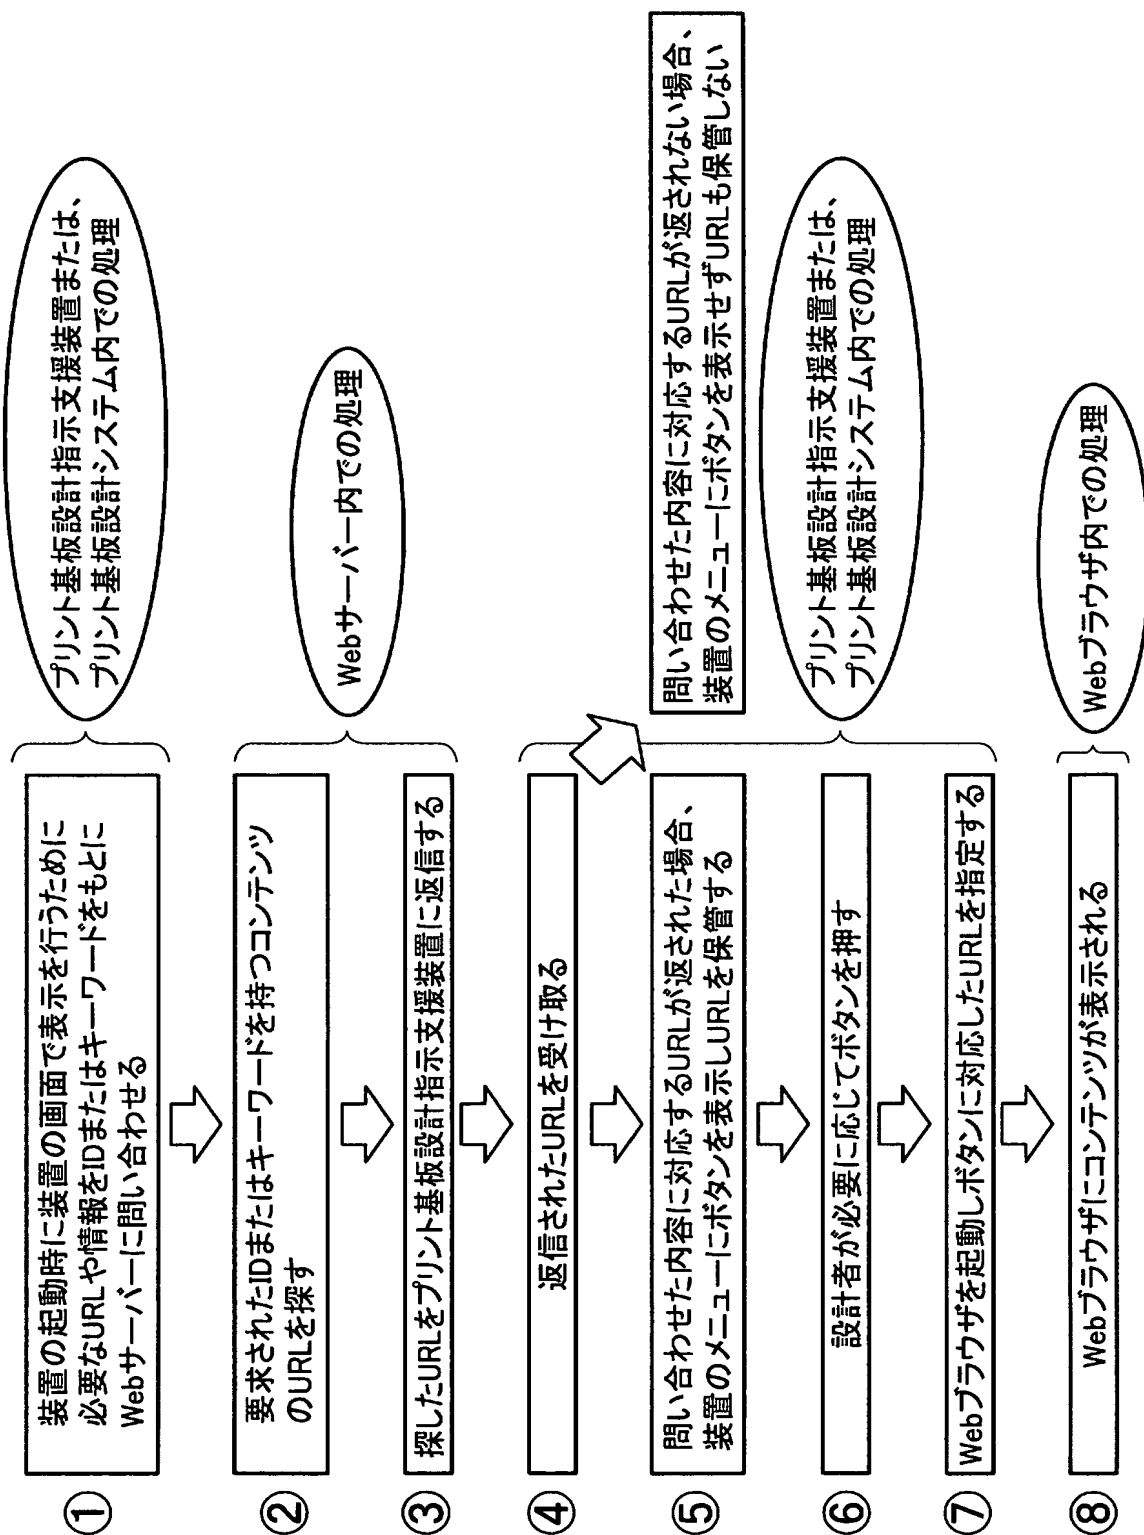 ①
装置の起動時に装置の画面で表示を行うために
必要なURLや情報をIDまたはキーワードをもとに
Webサーバーに問い合わせる
プリント基板設計指示支援装置または、
プリント基板設計システム内での処理
②
要求されたIDまたはキーワードを持つコンテンツ
のURLを探す
Webサーバー内での処理
③
探したURLをプリント基板設計指示支援装置に返信する
④
返信されたURLを受け取る
⑤
問い合わせた内容に対応するURLが返された場合、
装置のメニューにボタンを表示しURLを保管する
問い合わせた内容に対応するURLが返されない場合、
装置のメニューにボタンを表示せずURLも保管しない
⑥
設計者が必要に応じてボタンを押す
プリント基板設計指示支援装置または、
プリント基板設計システム内での処理
⑦
Webブラウザを起動しボタンに対応したURLを指定する
⑧
Webブラウザにコンテンツが表示される
Webブラウザ内での処理